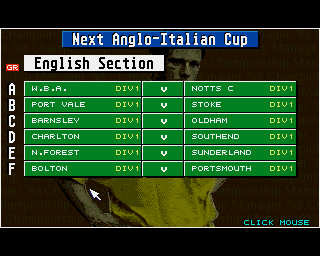 Next Anglo-Italian Cup
GR English Section
A W.B.A. DIV1 v NOTTS C DIV1
B PORT VALE DIV1 v STOKE DIV1
C BARNSLEY DIV1 v OLDHAM DIV1
D CHARLTON DIV1 v SOUTHEND DIV1
E N.FOREST DIV1 v SUNDERLAND DIV1
F BOLTON DIV1 v PORTSMOUTH DIV1
CLICK MOUSE